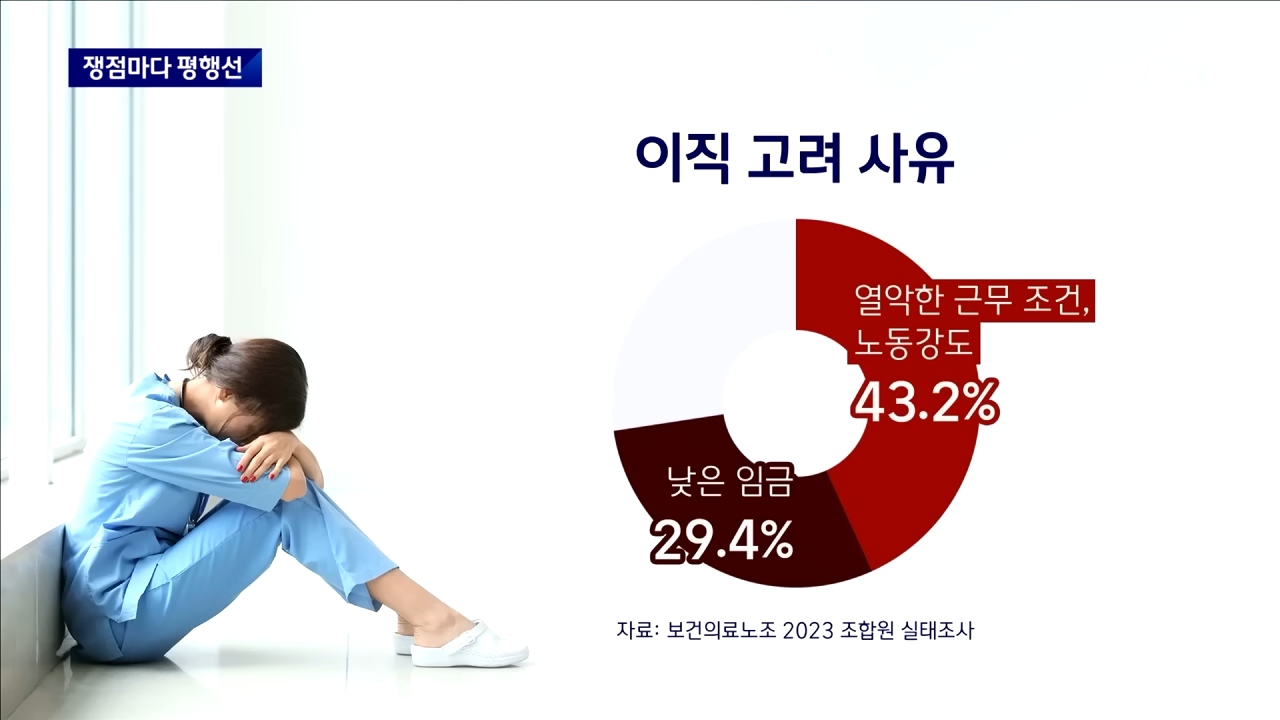 쟁점마다 평행선
이직 고려 사유
열악한 근무 조건,
노동강도
43.2%
낮은 임금
29.4%
자료: 보건의료노조 2023 조합원 실태조사